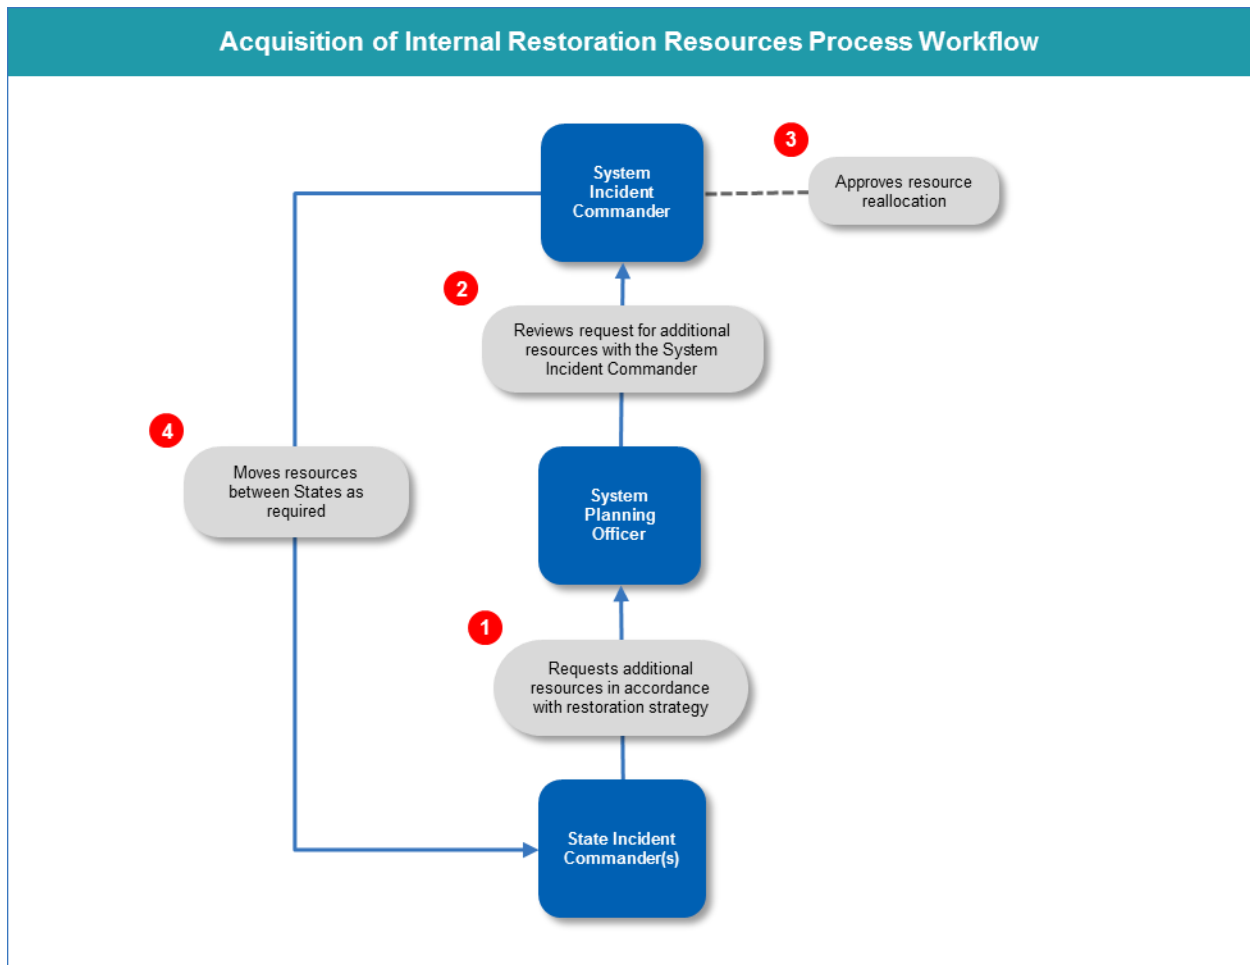 Acquisition of Internal Restoration Resources Process Workflow
System
Incident
Commander
3
Approves resource
reallocation
2
Reviews request for additional
resources with the System
Incident Commander
4
Moves resources
between States as
required
System
Planning
Officer
1
Requests additional
resources in accordance
with restoration strategy
State Incident
Commander(s)